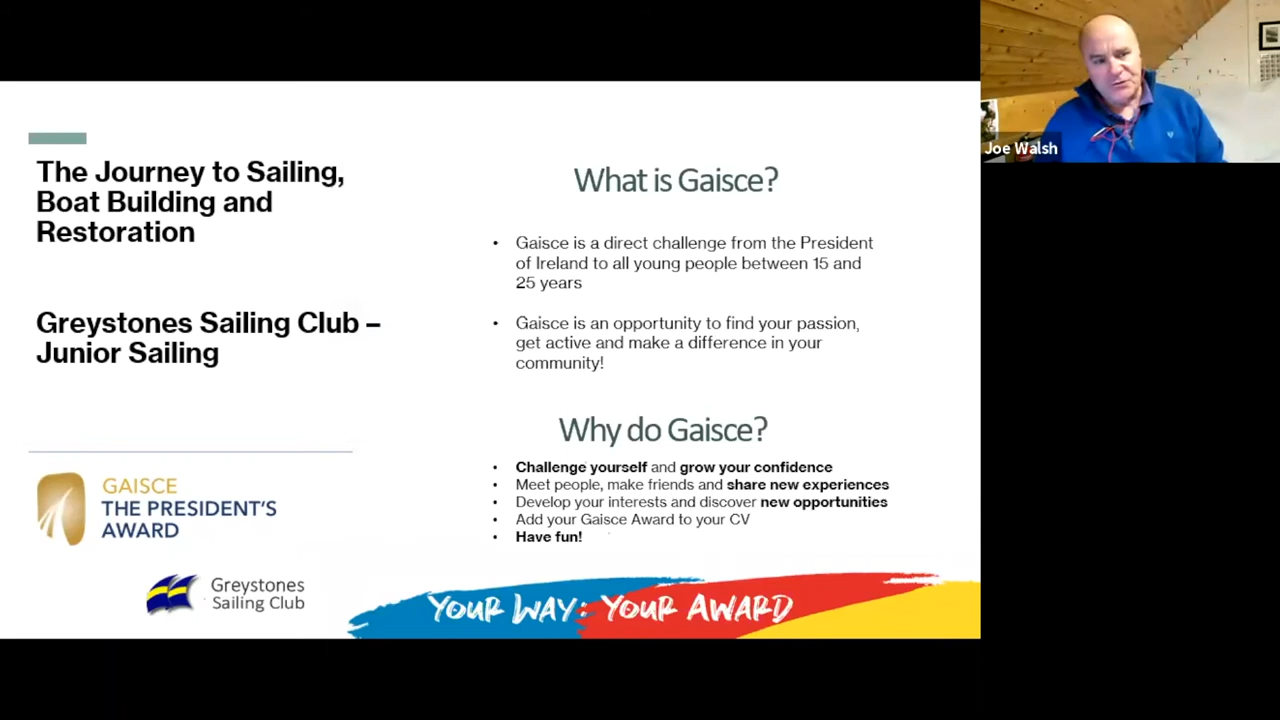 The Journey to Sailing,
Boat Building and
Restoration
Greystones Sailing Club –
Junior Sailing
GAISCE
THE PRESIDENT'S
AWARD
Greystones
Sailing Club
What is Gaisce?
• Gaisce is a direct challenge from the President
of Ireland to all young people between 15 and
25 years
• Gaisce is an opportunity to find your passion,
get active and make a difference in your
community!
Why do Gaisce?
• Challenge yourself and grow your confidence
• Meet people, make friends and share new experiences
• Develop your interests and discover new opportunities
• Add your Gaisce Award to your CV
• Have fun!
YOUR WAY: YOUR AWARD
Joe Walsh